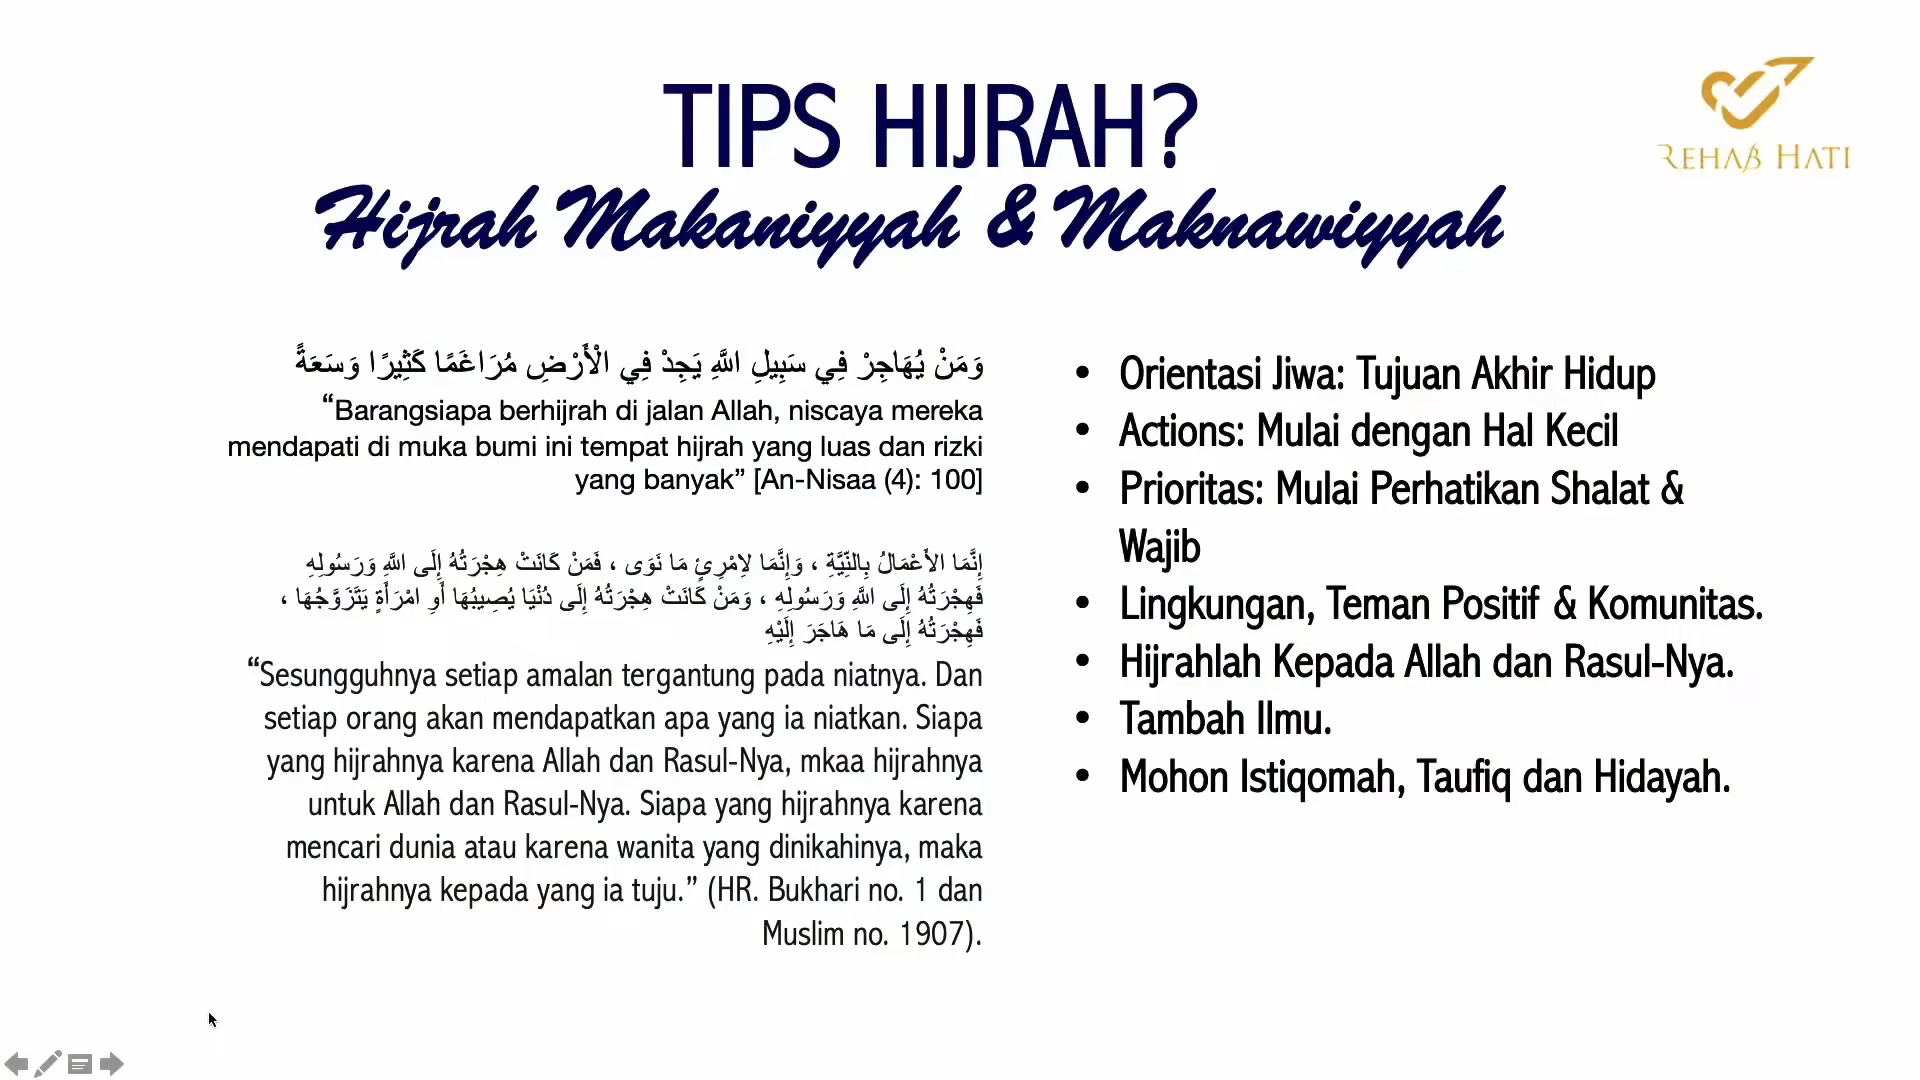 TIPS HIJRAH?
Hijrah Makaniyyah & Maknawiyyah
REHAB HATI
وَمَنْ يُهَاجِرْ فِي سَبِيلِ اللَّهِ يَجِدْ فِي الْأَرْضِ مُرَاغَمًا كَثِيرًا وَسَعَةً
“Barangsiapa berhijrah di jalan Allah, niscaya mereka
mendapati di muka bumi ini tempat hijrah yang luas dan rizki
yang banyak” [An-Nisaa (4): 100]
إِنَّمَا الأَعْمَالُ بِالنِّيَّةِ ، وَإِنَّمَا لاِمْرِئٍ مَا نَوَى ، فَمَنْ كَانَتْ هِجْرَتُهُ إِلَى اللَّهِ وَرَسُولِهِ
فَهِجْرَتُهُ إِلَى اللَّهِ وَرَسُولِهِ ، وَمَنْ كَانَتْ هِجْرَتُهُ إِلَى دُنْيَا يُصِيبُهَا أَوِ امْرَأَةٍ يَتَزَوَّجُهَا ،
فَهِجْرَتُهُ إِلَى مَا هَاجَرَ إِلَيْهِ
“Sesungguhnya setiap amalan tergantung pada niatnya. Dan
setiap orang akan mendapatkan apa yang ia niatkan. Siapa
yang hijrahnya karena Allah dan Rasul-Nya, mkaa hijrahnya
untuk Allah dan Rasul-Nya. Siapa yang hijrahnya karena
mencari dunia atau karena wanita yang dinikahinya, maka
hijrahnya kepada yang ia tuju.” (HR. Bukhari no. 1 dan
Muslim no. 1907).
• Orientasi Jiwa: Tujuan Akhir Hidup
• Actions: Mulai dengan Hal Kecil
• Prioritas: Mulai Perhatikan Shalat &
Wajib
• Lingkungan, Teman Positif & Komunitas.
• Hijrahlah Kepada Allah dan Rasul-Nya.
• Tambah Ilmu.
• Mohon Istiqomah, Taufiq dan Hidayah.